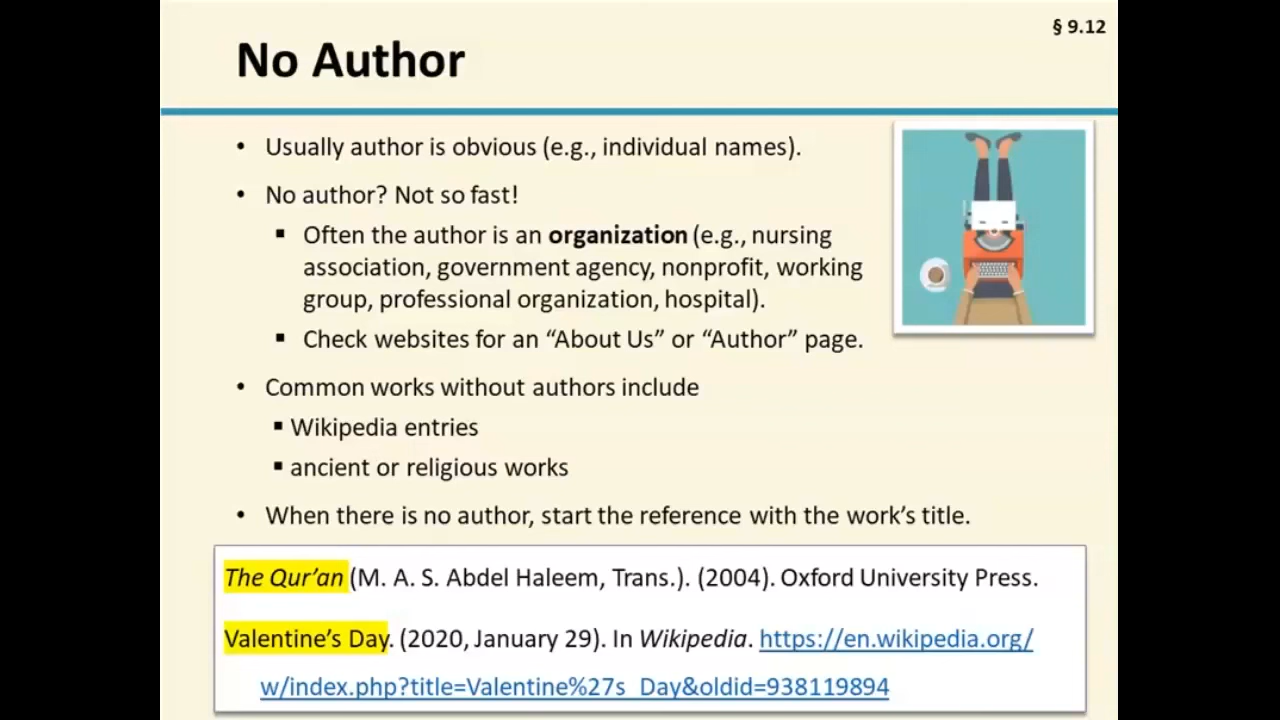 § 9.12
No Author
• Usually author is obvious (e.g., individual names).
• No author? Not so fast!
▪ Often the author is an organization (e.g., nursing
association, government agency, nonprofit, working
group, professional organization, hospital).
▪ Check websites for an “About Us” or “Author” page.
• Common works without authors include
▪ Wikipedia entries
▪ ancient or religious works
• When there is no author, start the reference with the work’s title.
The Qur’an (M. A. S. Abdel Haleem, Trans.). (2004). Oxford University Press.
Valentine’s Day. (2020, January 29). In Wikipedia. https://en.wikipedia.org/
w/index.php?title=Valentine%27s_Day&oldid=938119894